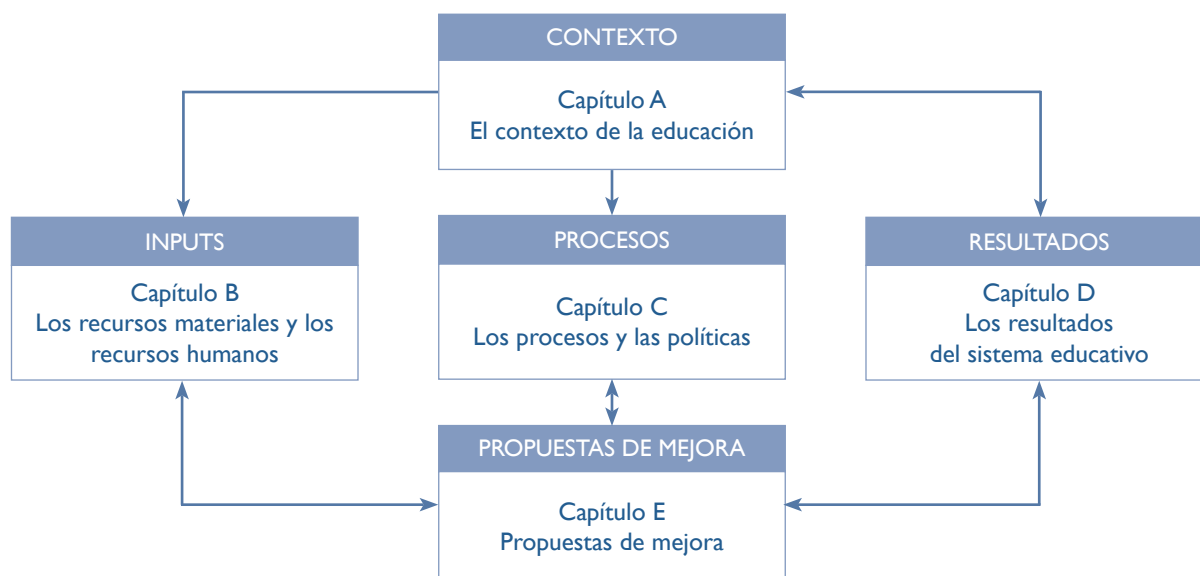 CONTEXTO
Capítulo A
El contexto de la educación
INPUTS
Capítulo B
Los recursos materiales y los
recursos humanos
PROCESOS
Capítulo C
Los procesos y las políticas
RESULTADOS
Capítulo D
Los resultados
del sistema educativo
PROPUESTAS DE MEJORA
Capítulo E
Propuestas de mejora